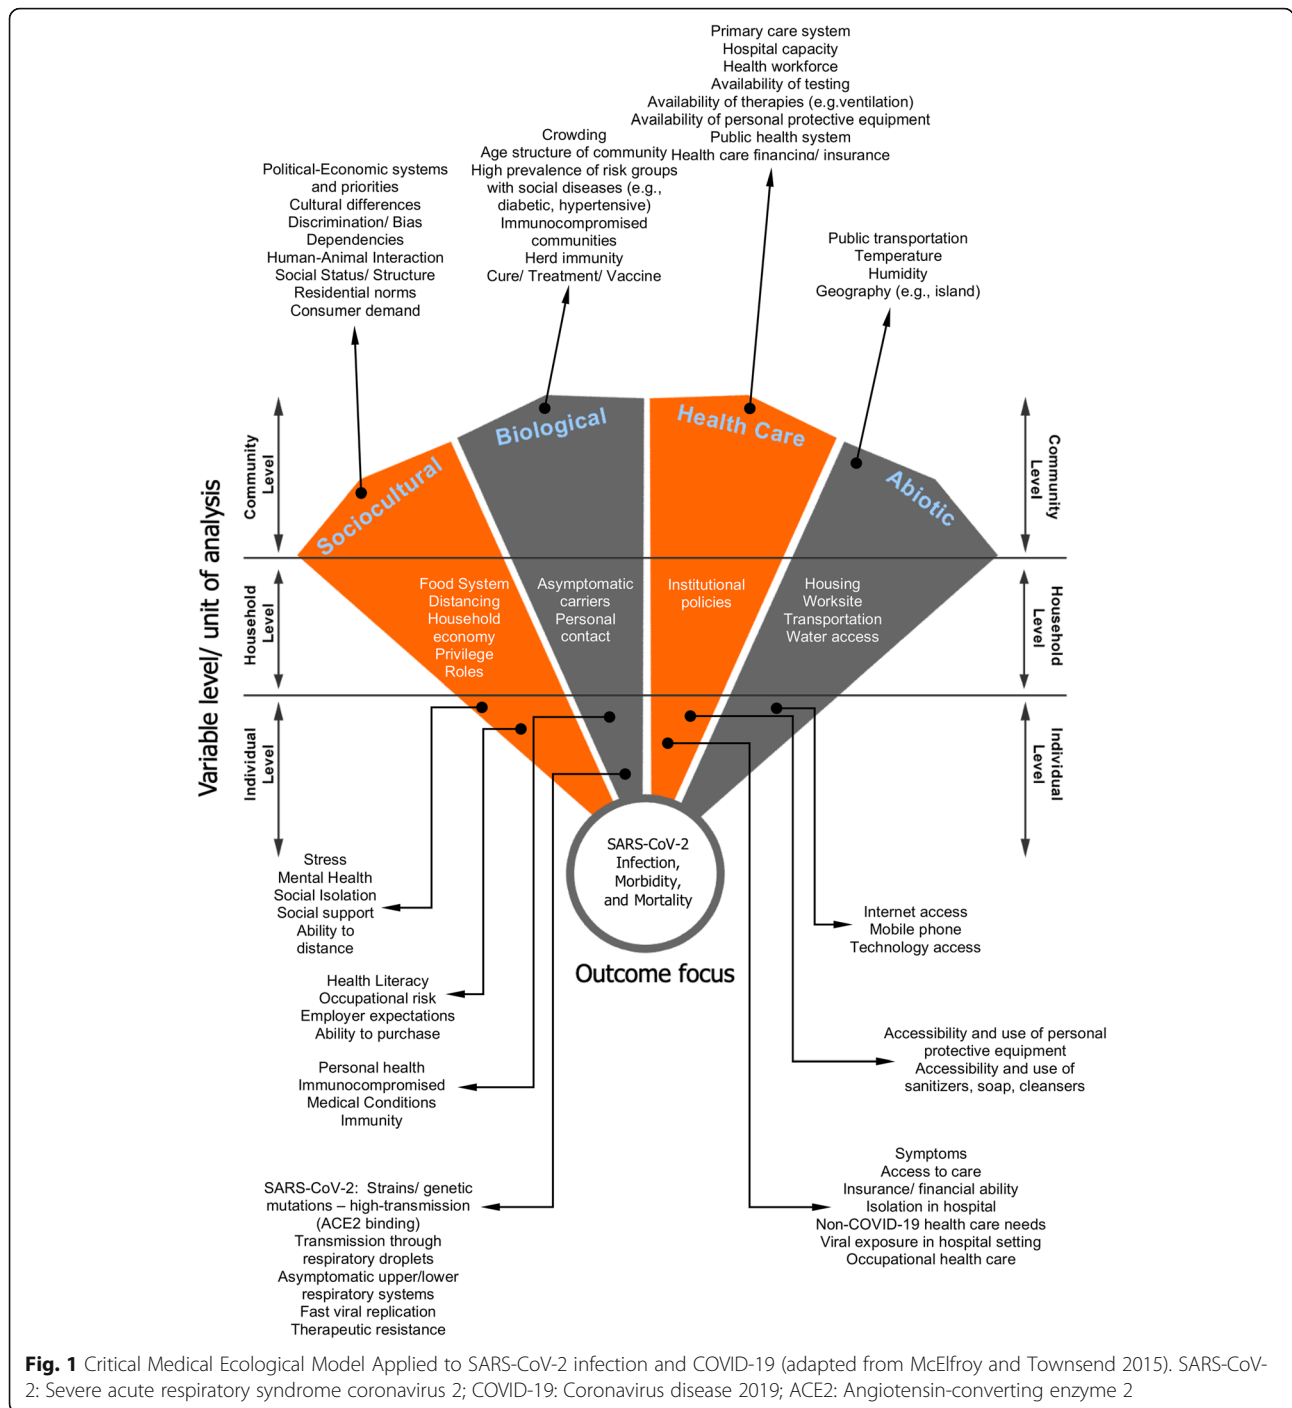 Primary care system
Hospital capacity
Health workforce
Availability of testing
Availability of therapies (e.g.ventilation)
Availability of personal protective equipment
Public health system
Health care financing/ insurance
Crowding
Age structure of community
High prevalence of risk groups
with social diseases (e.g.,
diabetic, hypertensive)
Immunocompromised
communities
Herd immunity
Cure/ Treatment/ Vaccine
Political-Economic systems
and priorities
Cultural differences
Discrimination/ Bias
Dependencies
Human-Animal Interaction
Social Status/ Structure
Residential norms
Consumer demand
Public transportation
Temperature
Humidity
Geography (e.g., island)
Variable level/ unit of analysis
Community
Level
Household
Level
Individual
Level
Sociocultural
Biological
Health Care
Abiotic
Community
Level
Household
Level
Individual
Level
Food System
Distancing
Household
economy
Privilege
Roles
Asymptomatic
carriers
Personal
contact
Institutional
policies
Housing
Worksite
Transportation
Water access
SARS-CoV-2
Infection,
Morbidity,
and Mortality
Outcome focus
Stress
Mental Health
Social Isolation
Social support
Ability to
distance
Health Literacy
Occupational risk
Employer expectations
Ability to purchase
Personal health
Immunocompromised
Medical Conditions
Immunity
SARS-CoV-2:  Strains/ genetic
mutations – high-transmission
(ACE2 binding)
Transmission through
respiratory droplets
Asymptomatic upper/lower
respiratory systems
Fast viral replication
Therapeutic resistance
Internet access
Mobile phone
Technology access
Accessibility and use of personal
protective equipment
Accessibility and use of
sanitizers, soap, cleansers
Symptoms
Access to care
Insurance/ financial ability
Isolation in hospital
Non-COVID-19 health care needs
Viral exposure in hospital setting
Occupational health care
Fig. 1 Critical Medical Ecological Model Applied to SARS-CoV-2 infection and COVID-19 (adapted from McElfroy and Townsend 2015). SARS-CoV-
2: Severe acute respiratory syndrome coronavirus 2; COVID-19: Coronavirus disease 2019; ACE2: Angiotensin-converting enzyme 2